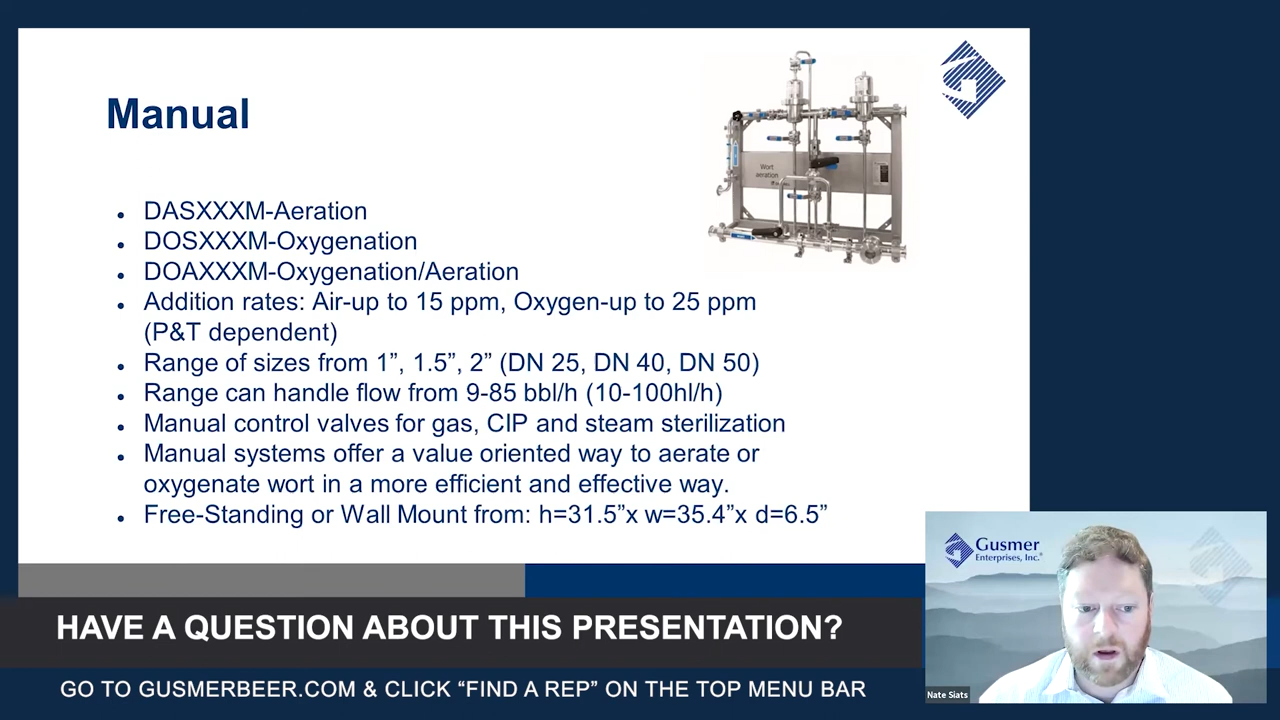 Manual
Wort
aeration
• DASXXXM-Aeration
• DOSXXXM-Oxygenation
• DOAXXXM-Oxygenation/Aeration
• Addition rates: Air-up to 15 ppm, Oxygen-up to 25 ppm
(P&T dependent)
• Range of sizes from 1”, 1.5”, 2” (DN 25, DN 40, DN 50)
• Range can handle flow from 9-85 bbl/h (10-100hl/h)
• Manual control valves for gas, CIP and steam sterilization
• Manual systems offer a value oriented way to aerate or
oxygenate wort in a more efficient and effective way.
• Free-Standing or Wall Mount from: h=31.5”x w=35.4”x d=6.5”
Gusmer
Enterprises, Inc.®
Nate Siats
HAVE A QUESTION ABOUT THIS PRESENTATION?
GO TO GUSMERBEER.COM & CLICK “FIND A REP” ON THE TOP MENU BAR